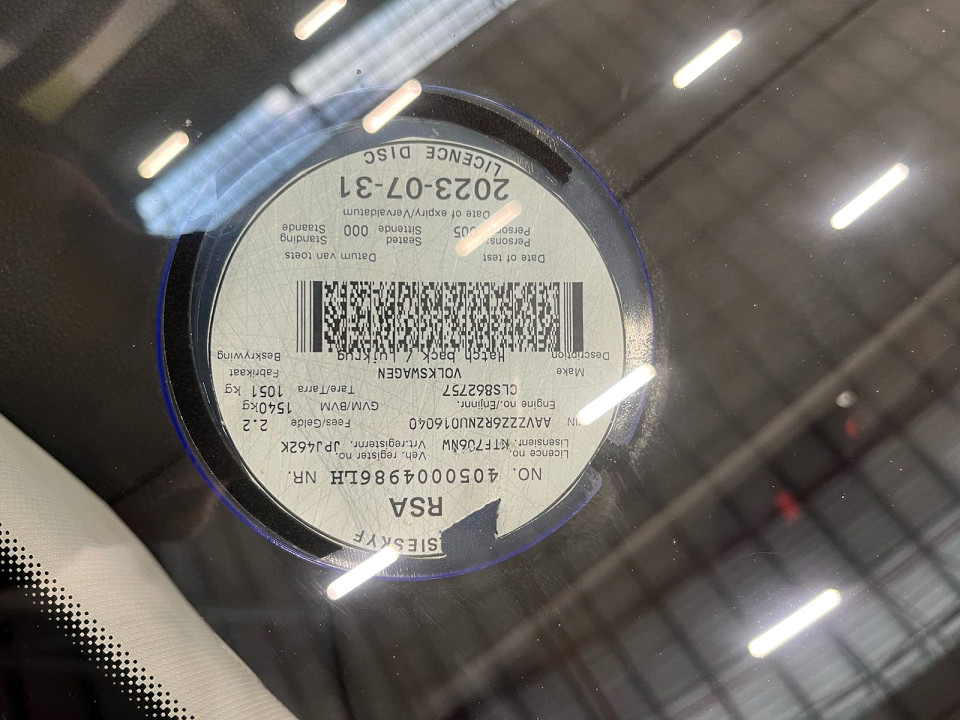 SIESKYF
RSA
NO. 4050004986LH NR.
Licence no. Veh. register no.
Lisensienr. KTF706NW Vrt.registernr. JPJ462K
AAVZZZ6RZNU016040 Fees/Gelde 2.2
Engine no./Enjinnr. GVM/BVM 1540kg
CLS862757 Tare/Tarra 1051 kg
Make VOLKSWAGEN Fabrikaat
Description Hatch back / Luikrug Beskrywing
Date of test Datum van toets
Persons: Seated Standing
Sittende 000 Staande
Date of expiry/Vervaldatum
2023-07-31
LICENCE DISC